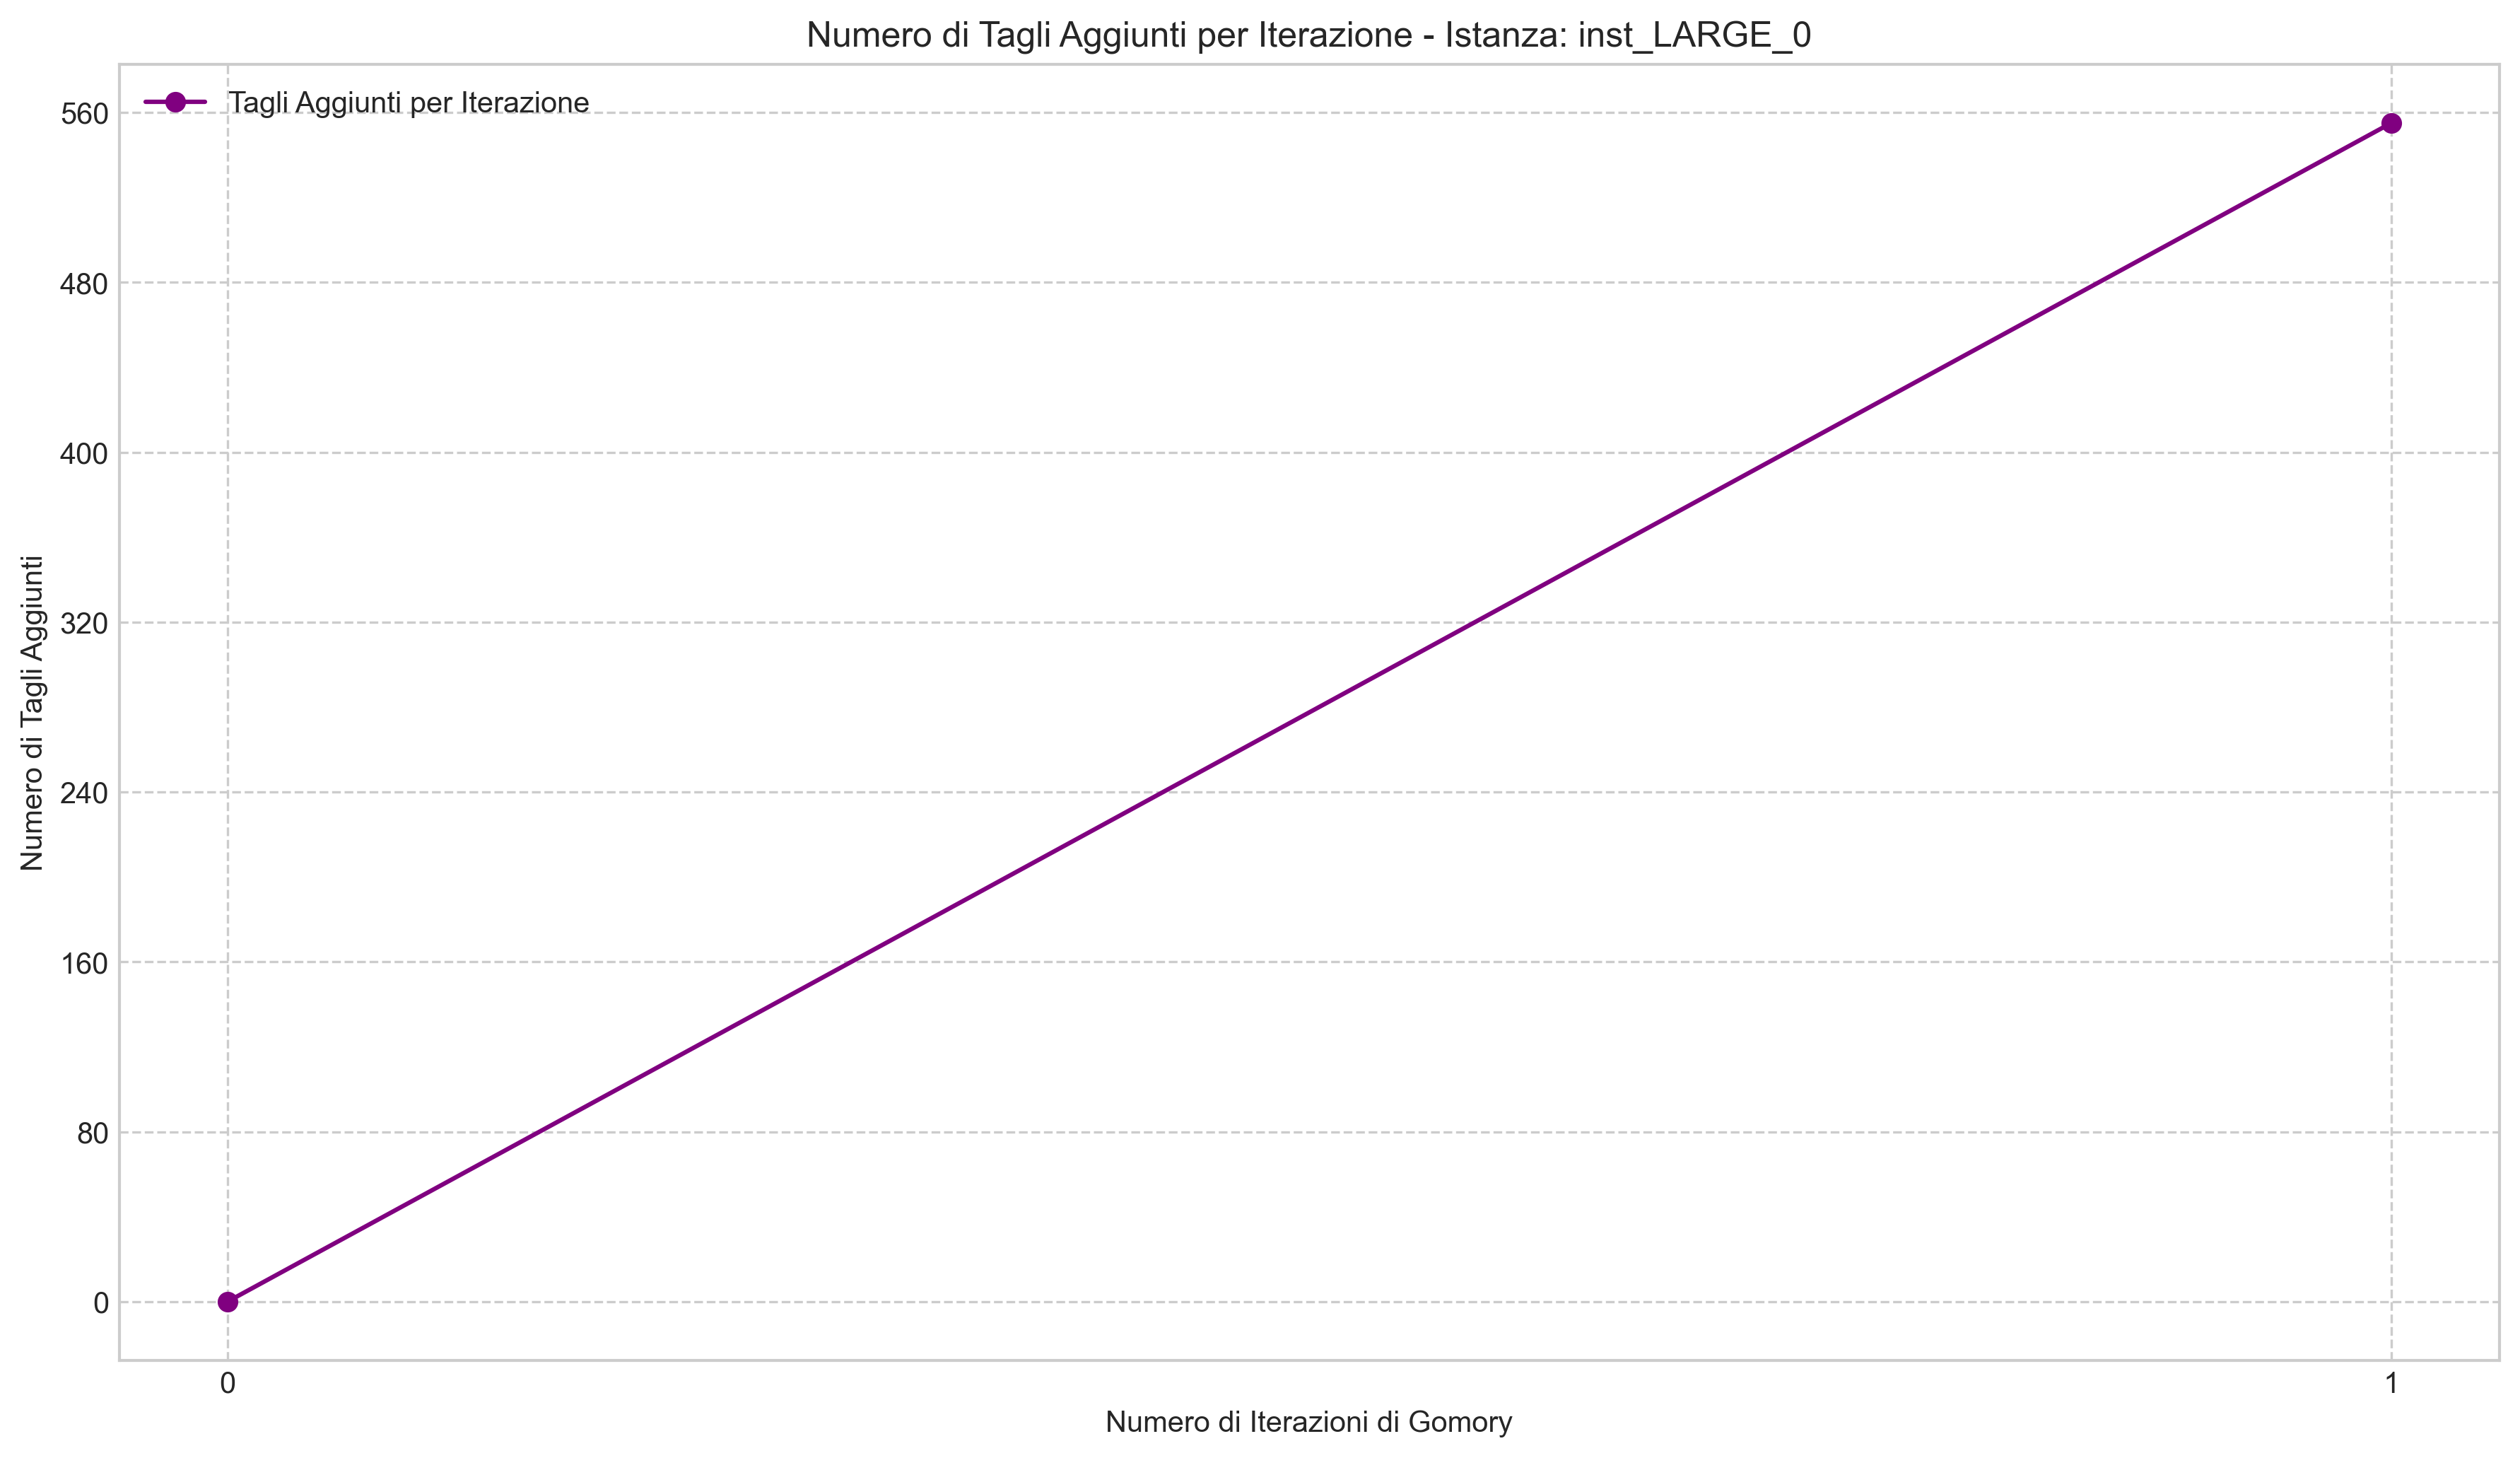 Numero di Tagli Aggiunti per Iterazione - Istanza: inst_LARGE_0
Tagli Aggiunti per Iterazione
560
480
400
320
240
160
80
0
Numero di Tagli Aggiunti
0
1
Numero di Iterazioni di Gomory